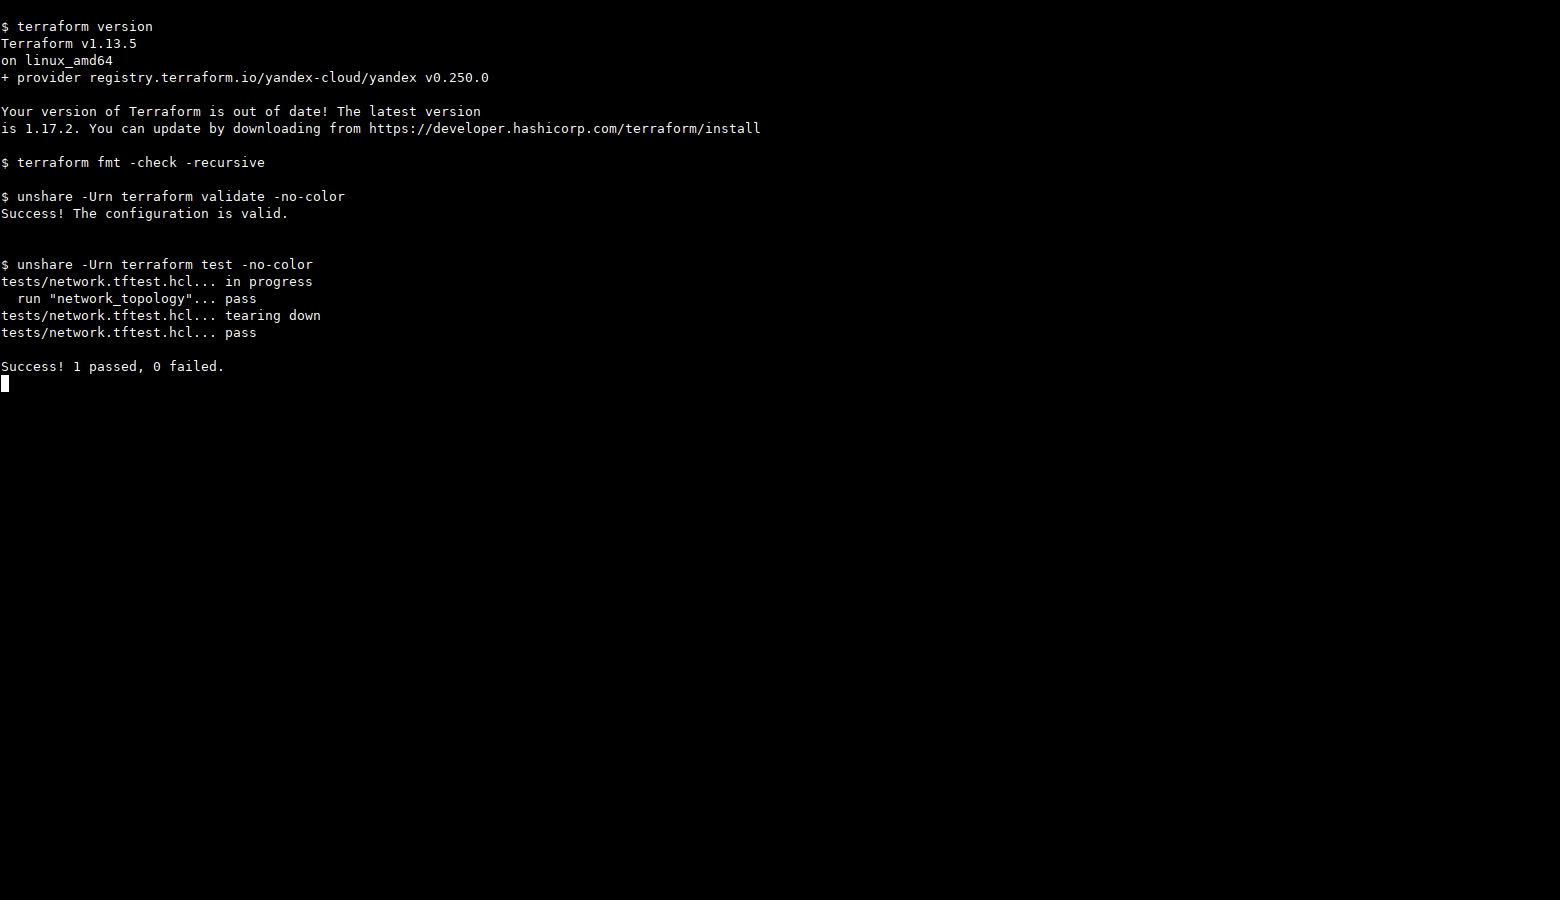 $ terraform version
Terraform v1.13.5
on linux_amd64
+ provider registry.terraform.io/yandex-cloud/yandex v0.250.0
Your version of Terraform is out of date! The latest version
is 1.17.2. You can update by downloading from https://developer.hashicorp.com/terraform/install
$ terraform fmt -check -recursive
$ unshare -Urn terraform validate -no-color
Success! The configuration is valid.
$ unshare -Urn terraform test -no-color
tests/network.tftest.hcl... in progress
  run "network_topology"... pass
tests/network.tftest.hcl... tearing down
tests/network.tftest.hcl... pass
Success! 1 passed, 0 failed.